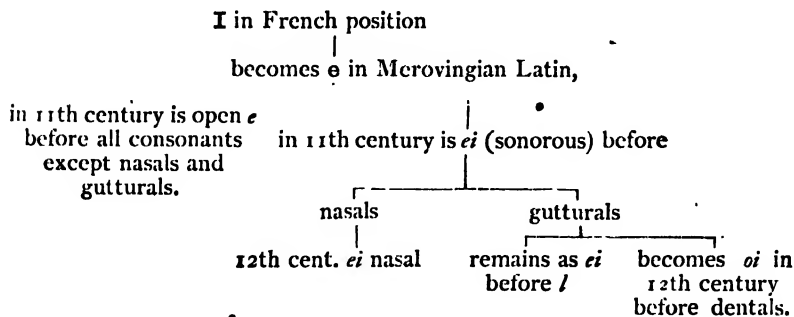 I in French position
becomes e in Merovingian Latin,
in 11th century is open e
before all consonants
except nasals and
gutturals.
in 11th century is ei (sonorous) before
nasals
gutturals
12th cent. ei nasal
remains as ei
before l
becomes oi in
12th century
before dentals.